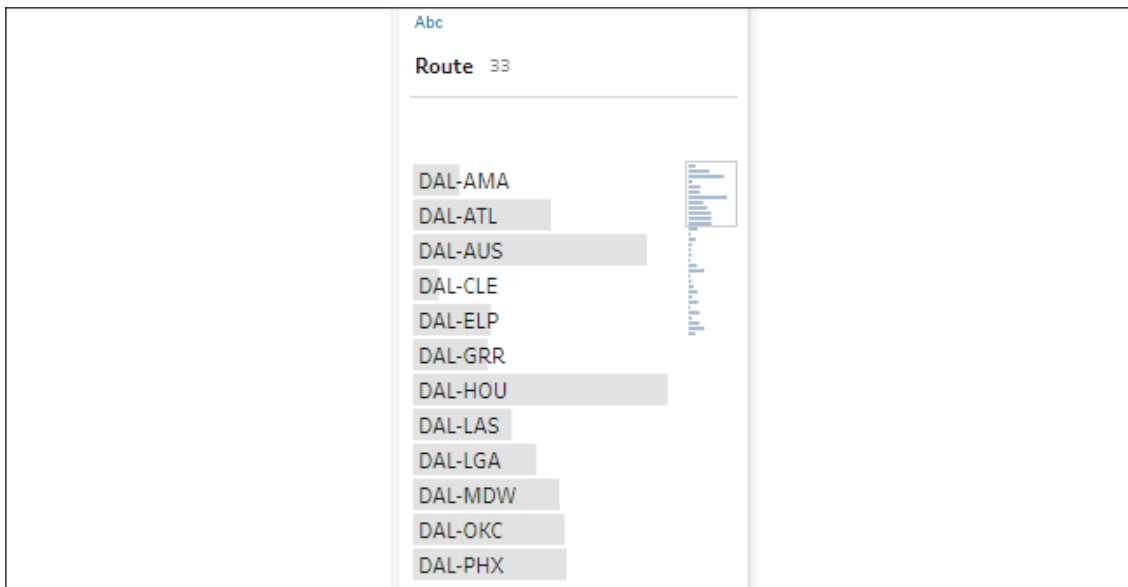 Abc
Route 33
DAL-AMA
DAL-ATL
DAL-AUS
DAL-CLE
DAL-ELP
DAL-GRR
DAL-HOU
DAL-LAS
DAL-LGA
DAL-MDW
DAL-OKC
DAL-PHX